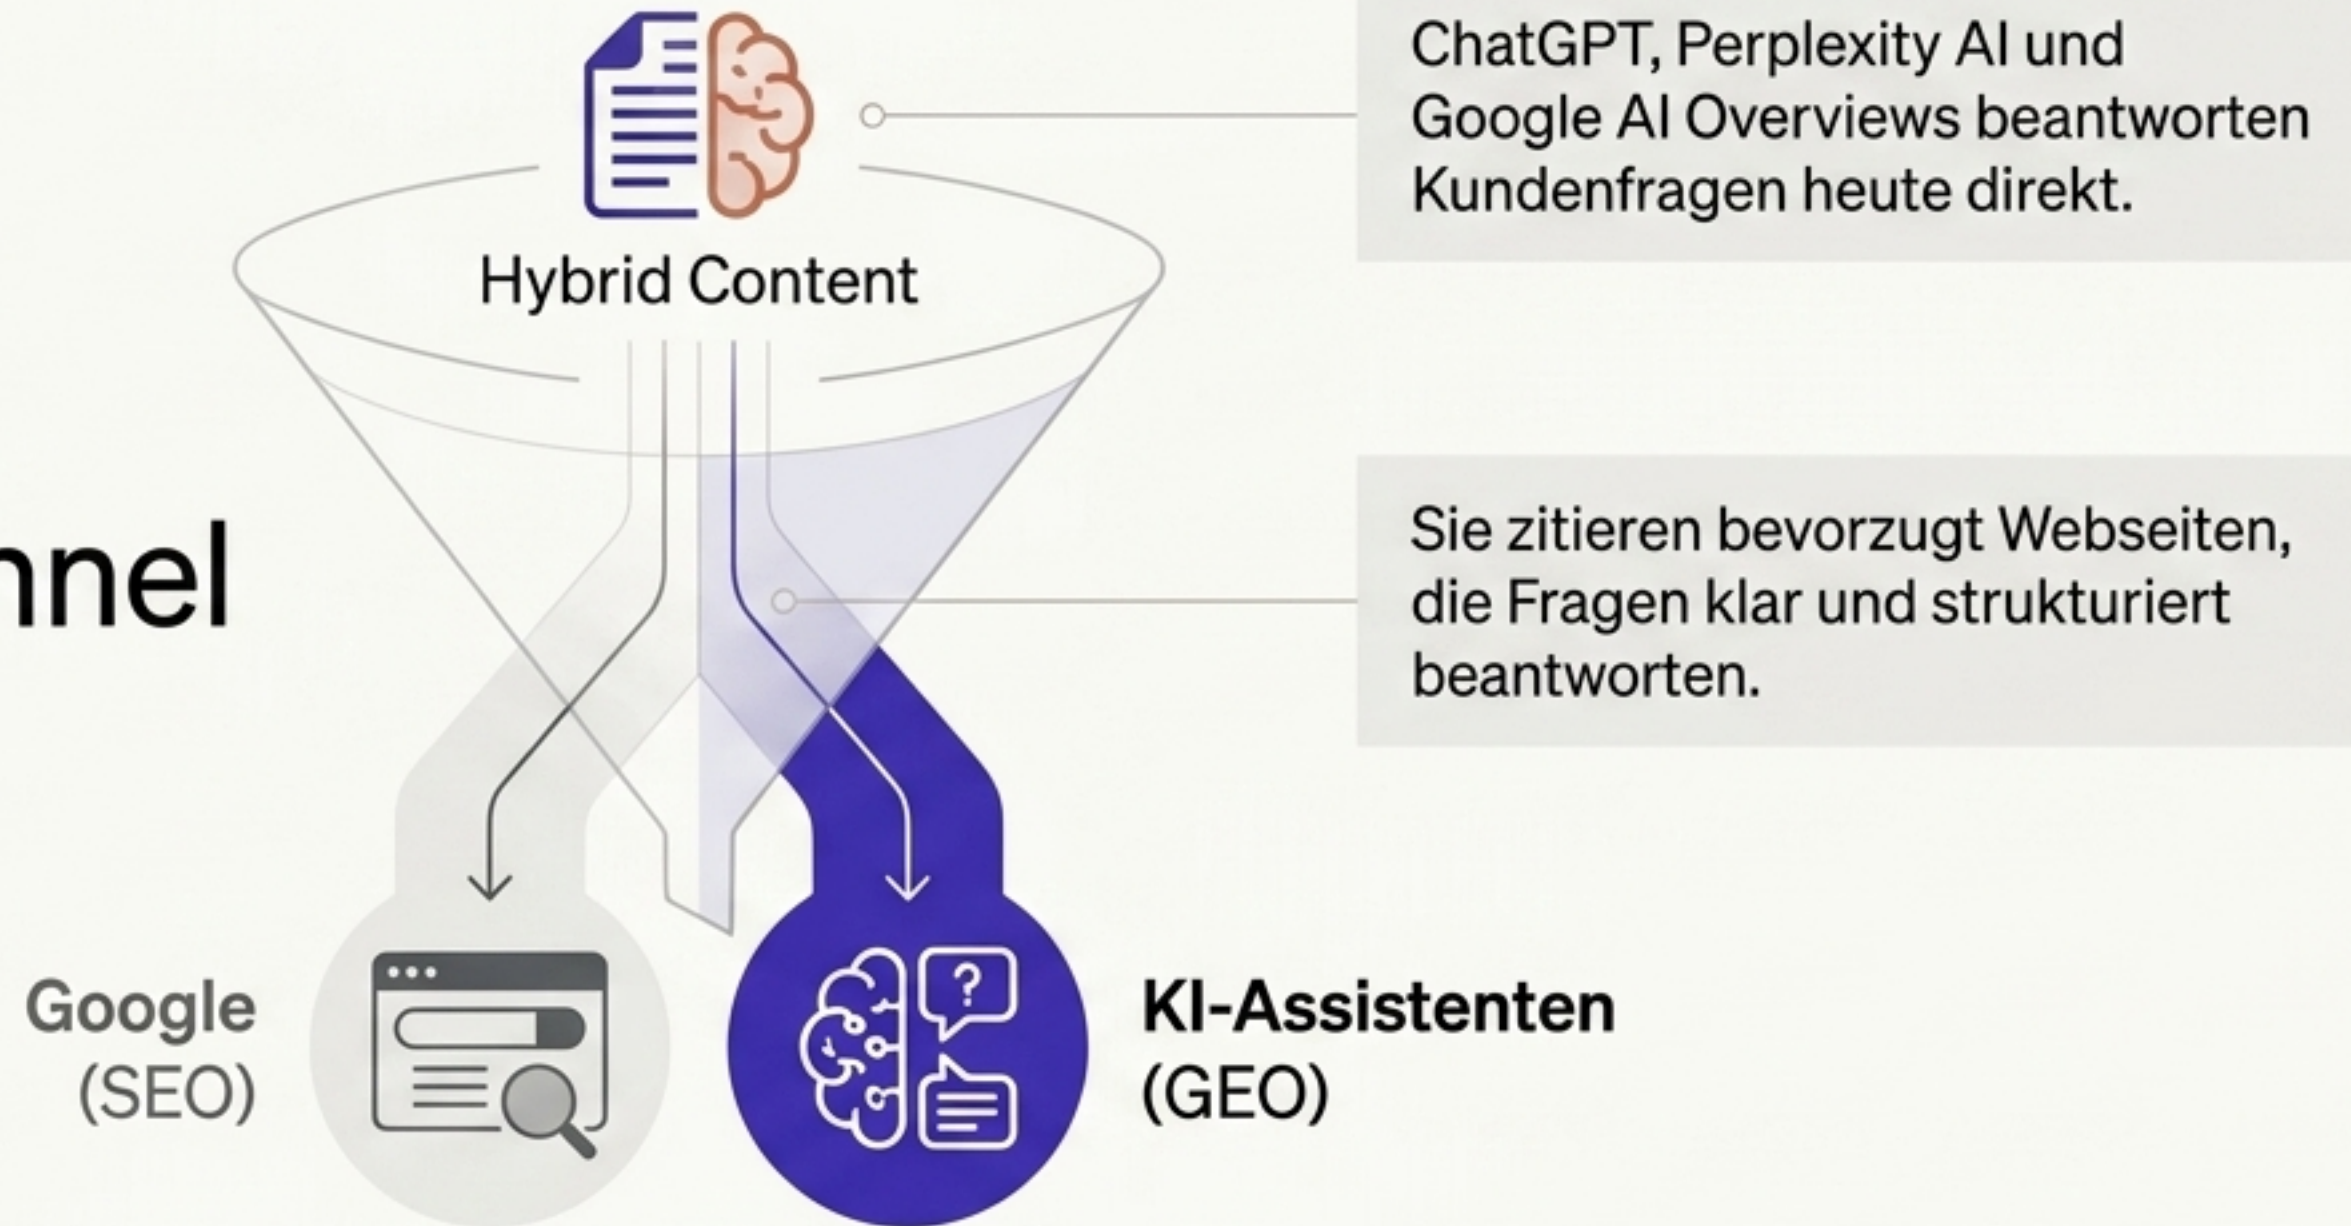 ChatGPT, Perplexity AI und
Google AI Overviews beantworten
Kundenfragen heute direkt.
Hybrid Content
Sie zitieren bevorzugt Webseiten,
die Fragen klar und strukturiert
beantworten.
Google
(SEO)
KI-Assistenten
(GEO)
?